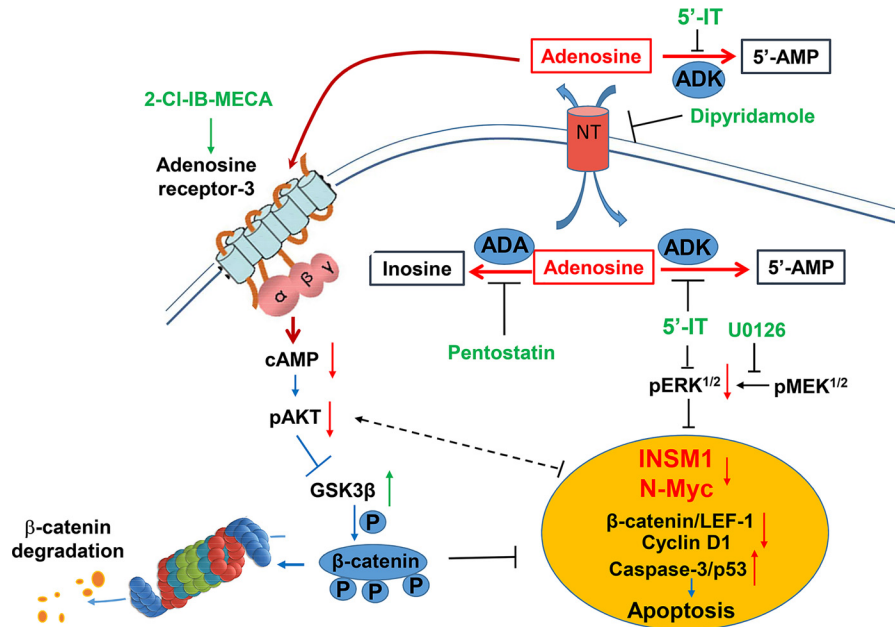 5’-IT
Adenosine
ADK
5’-AMP
2-Cl-IB-MECA
Adenosine
receptor-3
NT
Dipyridamole
Inosine
ADA
Adenosine
ADK
5’-AMP
α
β
γ
Pentostatin
5’-IT
U0126
cAMP
pERK1/2
pMEK1/2
pAKT
GSK3β
P
β-catenin
P
P
P
β-catenin
degradation
INSM1
N-Myc
β-catenin/LEF-1
Cyclin D1
Caspase-3/p53
Apoptosis